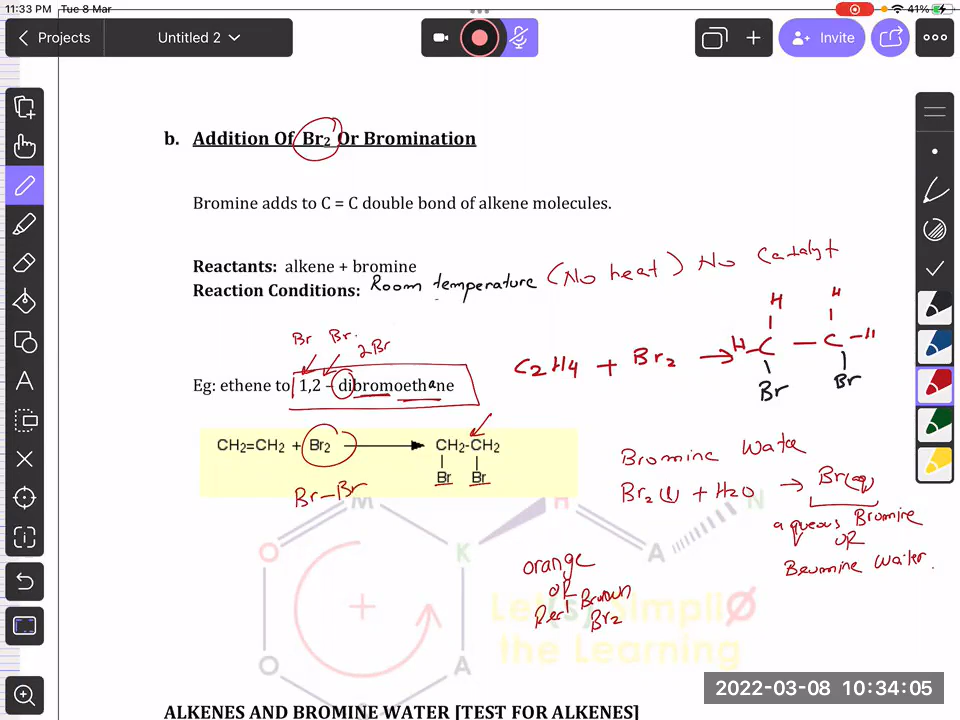 11:33 PM Tue 8 Mar 41%
Projects Untitled 2 Invite
b. Addition Of Br2 Or Bromination
Bromine adds to C = C double bond of alkene molecules.
Reactants: alkene + bromine
Reaction Conditions: Room temperature (No heat) No Catalyt
Br Br
2Br
Eg: ethene to 1,2 – dibromoethane
C2H4 + Br2 → H-C-C-H
H H
Br Br
CH2=CH2 + Br2 → CH2-CH2
Br Br
Br-Br
Bromine Water
Br2(l) + H2O → Br(aq)
aqueous Bromine
OR
orange
OR
Red Brown
Br2
M H N
O K A
O A
Let(s) Simpli
the Learning
2022-03-08 10:34:05
ALKENES AND BROMINE WATER [TEST FOR ALKENES]